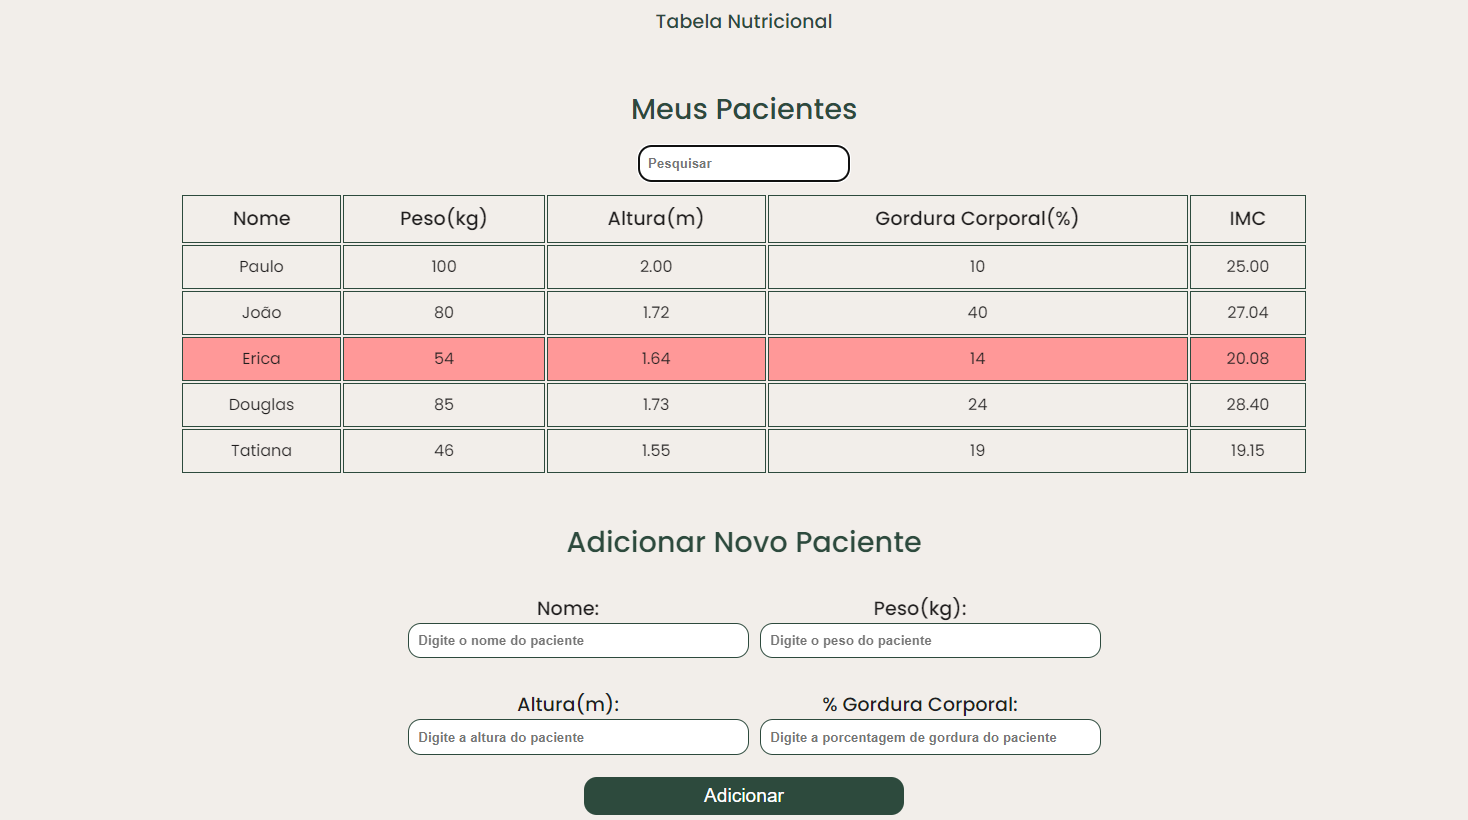 Tabela Nutricional
Meus Pacientes
Pesquisar
Nome Peso(kg) Altura(m) Gordura Corporal(%) IMC
Paulo 100 2.00 10 25.00
João 80 1.72 40 27.04
Erica 54 1.64 14 20.08
Douglas 85 1.73 24 28.40
Tatiana 46 1.55 19 19.15
Adicionar Novo Paciente
Nome: Peso(kg):
Digite o nome do paciente Digite o peso do paciente
Altura(m): % Gordura Corporal:
Digite a altura do paciente Digite a porcentagem de gordura do paciente
Adicionar